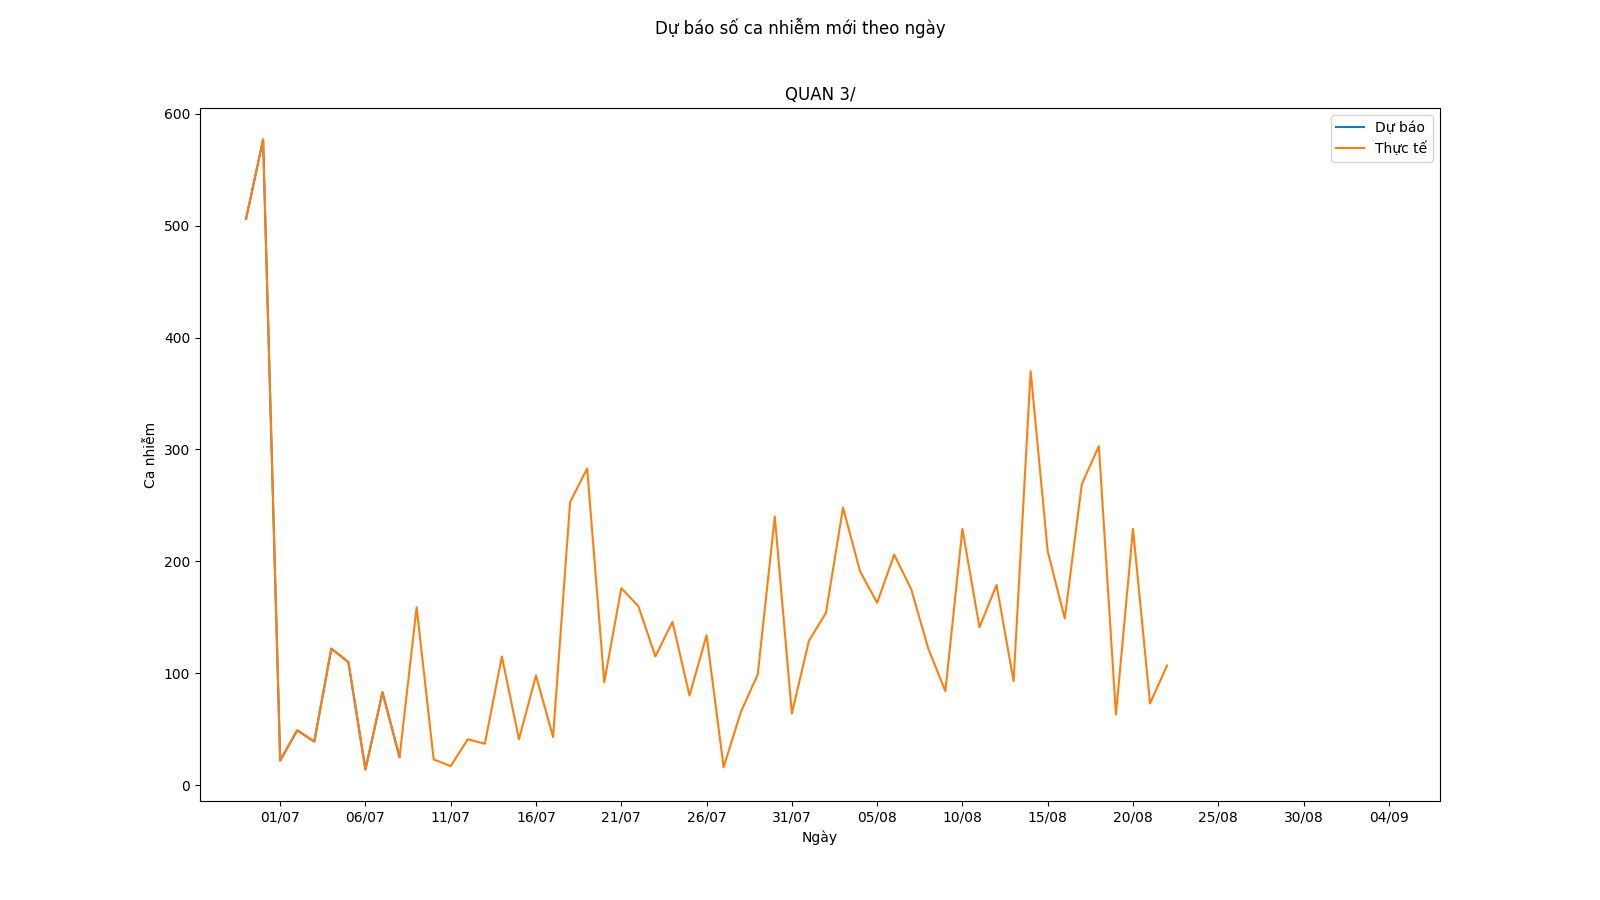 Dự báo số ca nhiễm mới theo ngày
QUAN 3/
600
500
400
300
200
100
0
Ca nhiễm
Dự báo
Thực tế
01/07 06/07 11/07 16/07 21/07 26/07 31/07 05/08 10/08 15/08 20/08 25/08 30/08 04/09
Ngày